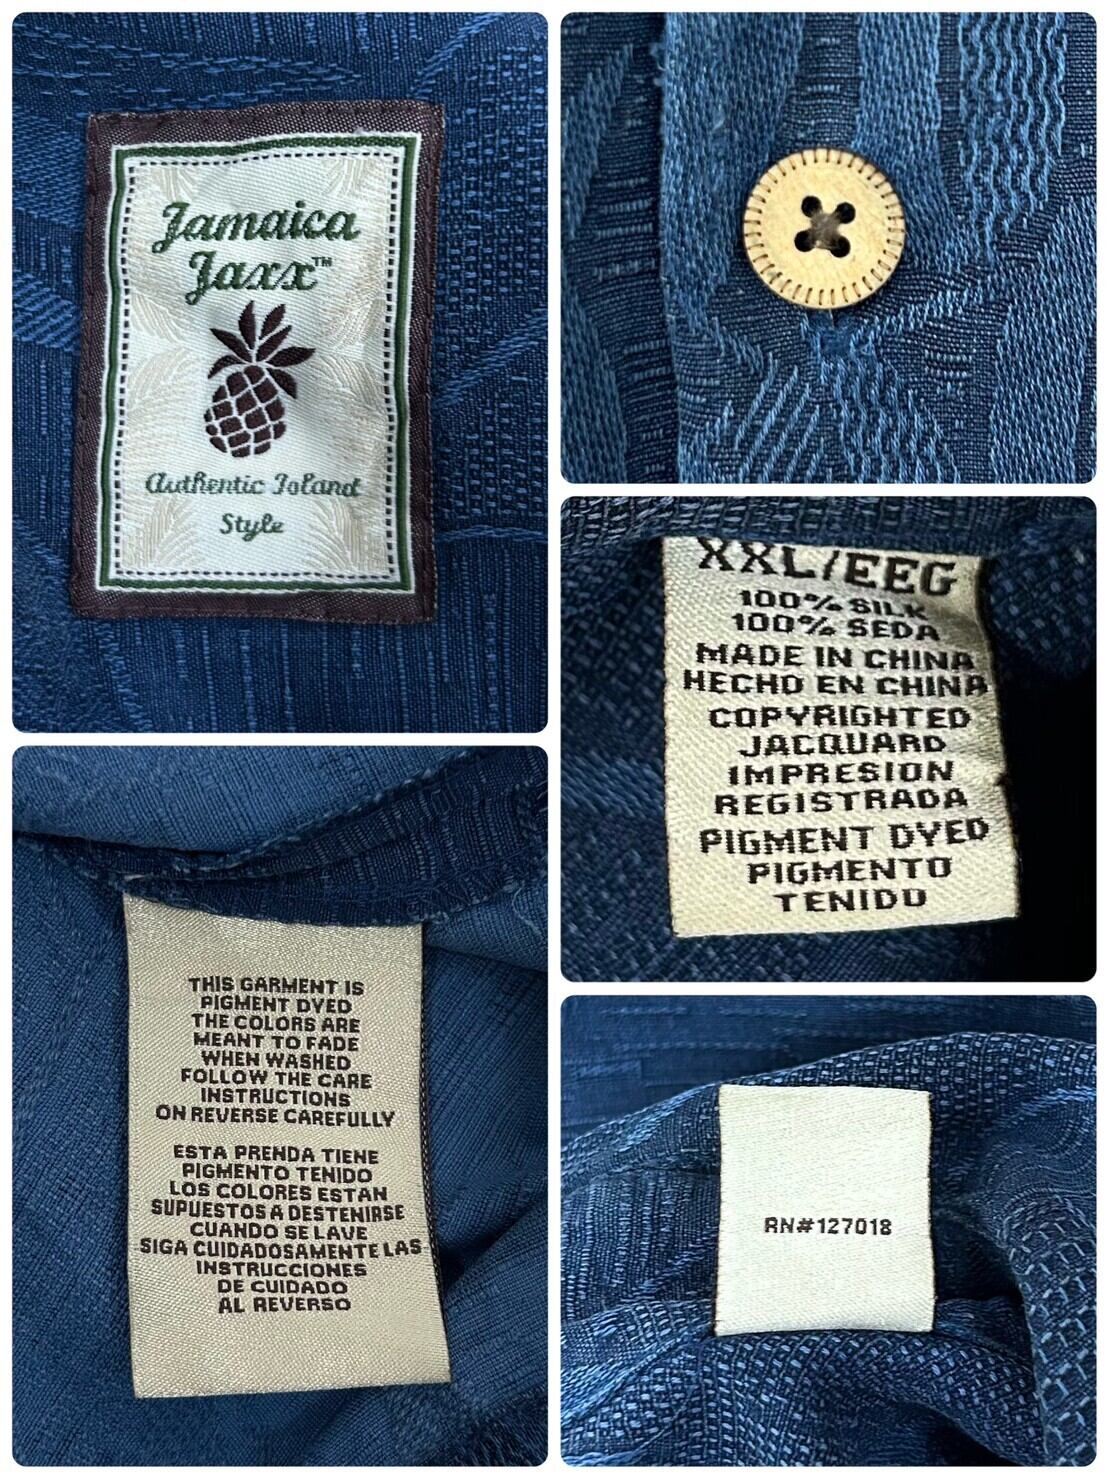 Jamaica
Jaxx™
Authentic Island
Style
XXL/EEG
100% SILK
100% SEDA
MADE IN CHINA
HECHO EN CHINA
COPYRIGHTED
JACQUARD
IMPRESION
REGISTRADA
PIGMENT DYED
PIGMENTO
TENIDO
THIS GARMENT IS
PIGMENT DYED
THE COLORS ARE
MEANT TO FADE
WHEN WASHED
FOLLOW THE CARE
INSTRUCTIONS
ON REVERSE CAREFULLY
ESTA PRENDA TIENE
PIGMENTO TENIDO
LOS COLORES ESTAN
SUPUESTOS A DESTENIRSE
CUANDO SE LAVE
SIGA CUIDADOSAMENTE LAS
INSTRUCCIONES
DE CUIDADO
AL REVERSO
RN#127018